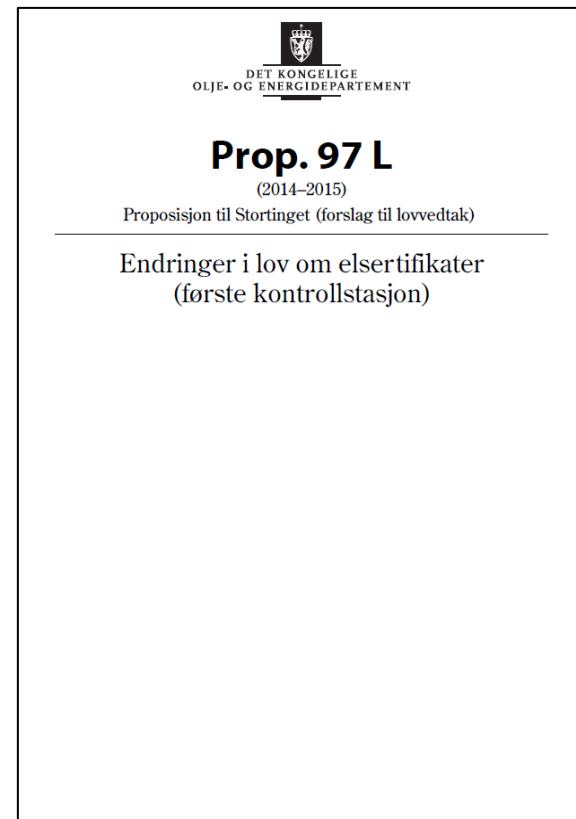 DET KONGELIGE
OLJE- OG ENERGIDEPARTEMENT
Prop. 97 L
(2014–2015)
Proposisjon til Stortinget (forslag til lovvedtak)
Endringer i lov om elsertifikater
(første kontrollstasjon)